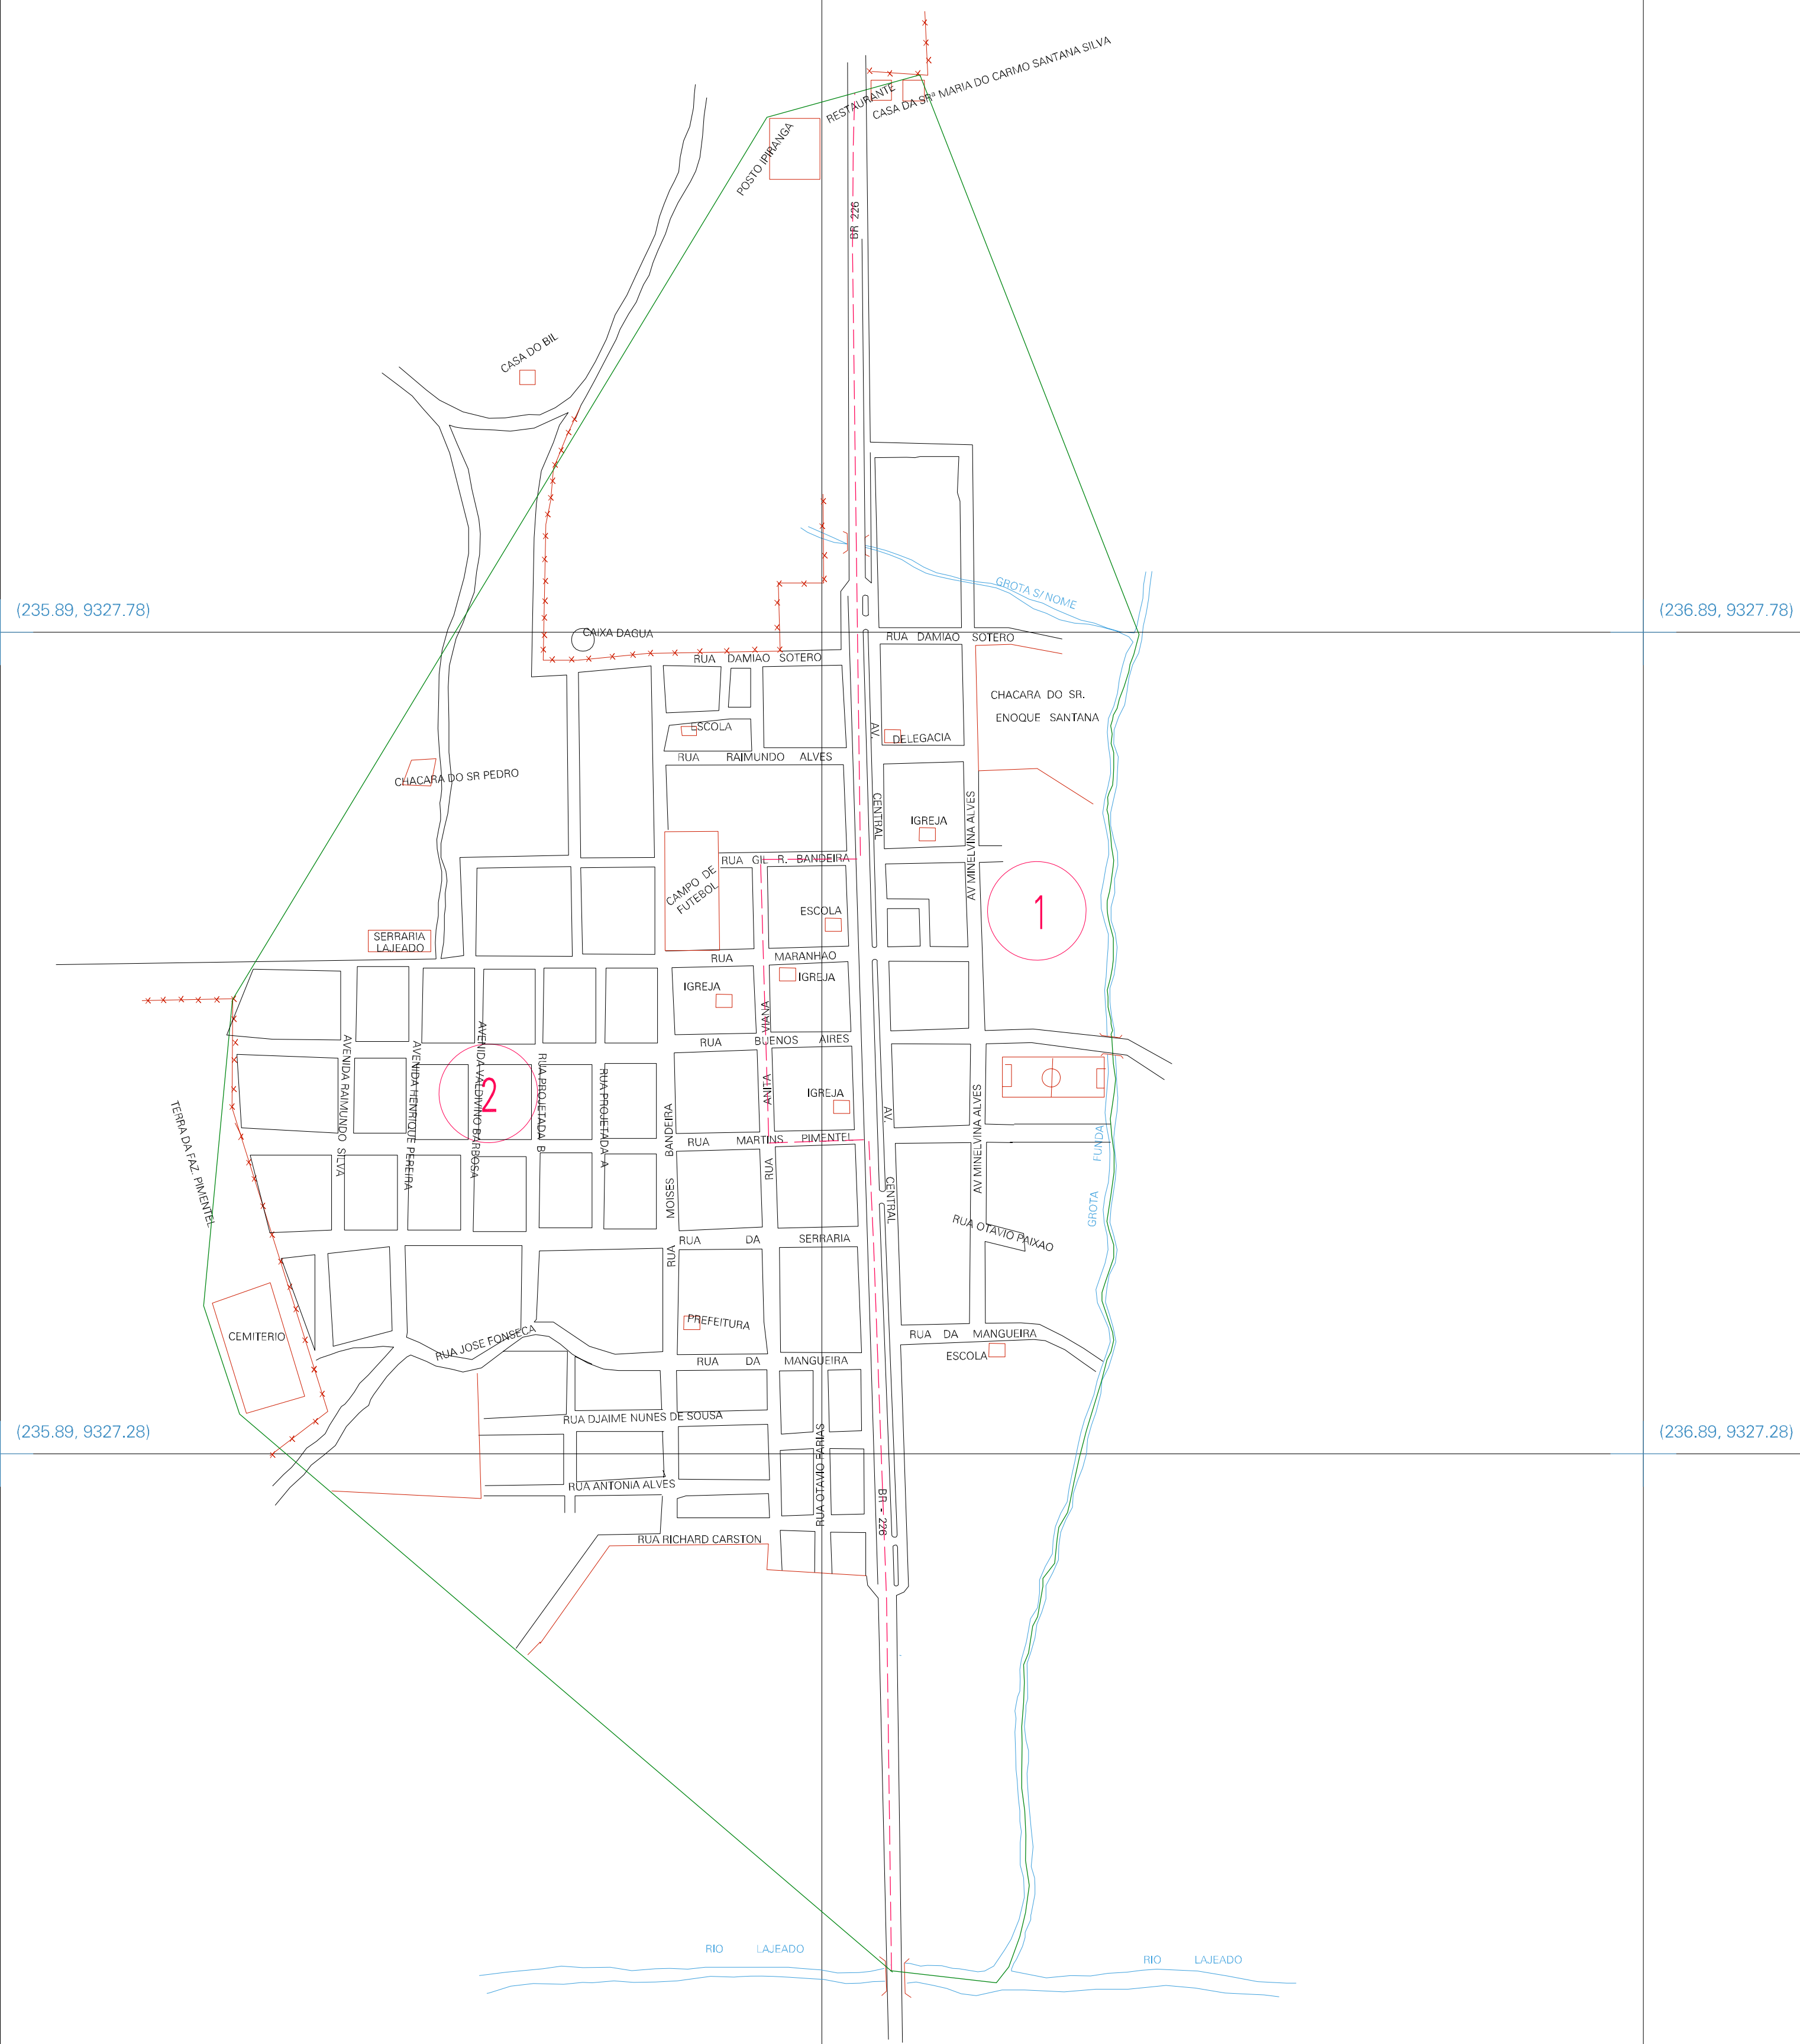 CASA DA SRª MARIA DO CARMO SANTANA SILVA
RESTAURANTE
POSTO IPIRANGA
BR 226
CASA DO BIL
GROTA S/ NOME
(235.89, 9327.78)
(236.89, 9327.78)
CAIXA DAGUA
RUA DAMIAO SOTERO
RUA DAMIAO SOTERO
CHACARA DO SR.
ENOQUE SANTANA
ESCOLA
AV.
DELEGACIA
RUA RAIMUNDO ALVES
CHACARA DO SR PEDRO
CENTRAL
IGREJA
AV MINELVINA ALVES
RUA GIL R. BANDEIRA
CAMPO DE
FUTEBOL
ESCOLA
1
SERRARIA
LAJEADO
RUA MARANHAO
IGREJA
IGREJA
RUA BUENOS AIRES
RUA ANITA VIANA
AVENIDA RAIMUNDO SILVA
AVENIDA HENRIQUE PEREIRA
AVENIDA VALDIVINO BARBOSA
RUA PROJETADA B
RUA PROJETADA A
RUA MOISES BANDEIRA
2
IGREJA
AV.
CENTRAL
AV MINELVINA ALVES
TERRA DA FAZ. PIMENTEL
RUA MARTINS PIMENTEL
GROTA FUNDA
RUA OTAVIO PAIXAO
RUA DA SERRARIA
PREFEITURA
CEMITERIO
RUA JOSE FONSECA
RUA DA MANGUEIRA
RUA DA MANGUEIRA
ESCOLA
RUA DJAIME NUNES DE SOUSA
(235.89, 9327.28)
(236.89, 9327.28)
RUA OTAVIO FARIAS
RUA ANTONIA ALVES
BR - 226
RUA RICHARD CARSTON
RIO LAJEADO
RIO LAJEADO